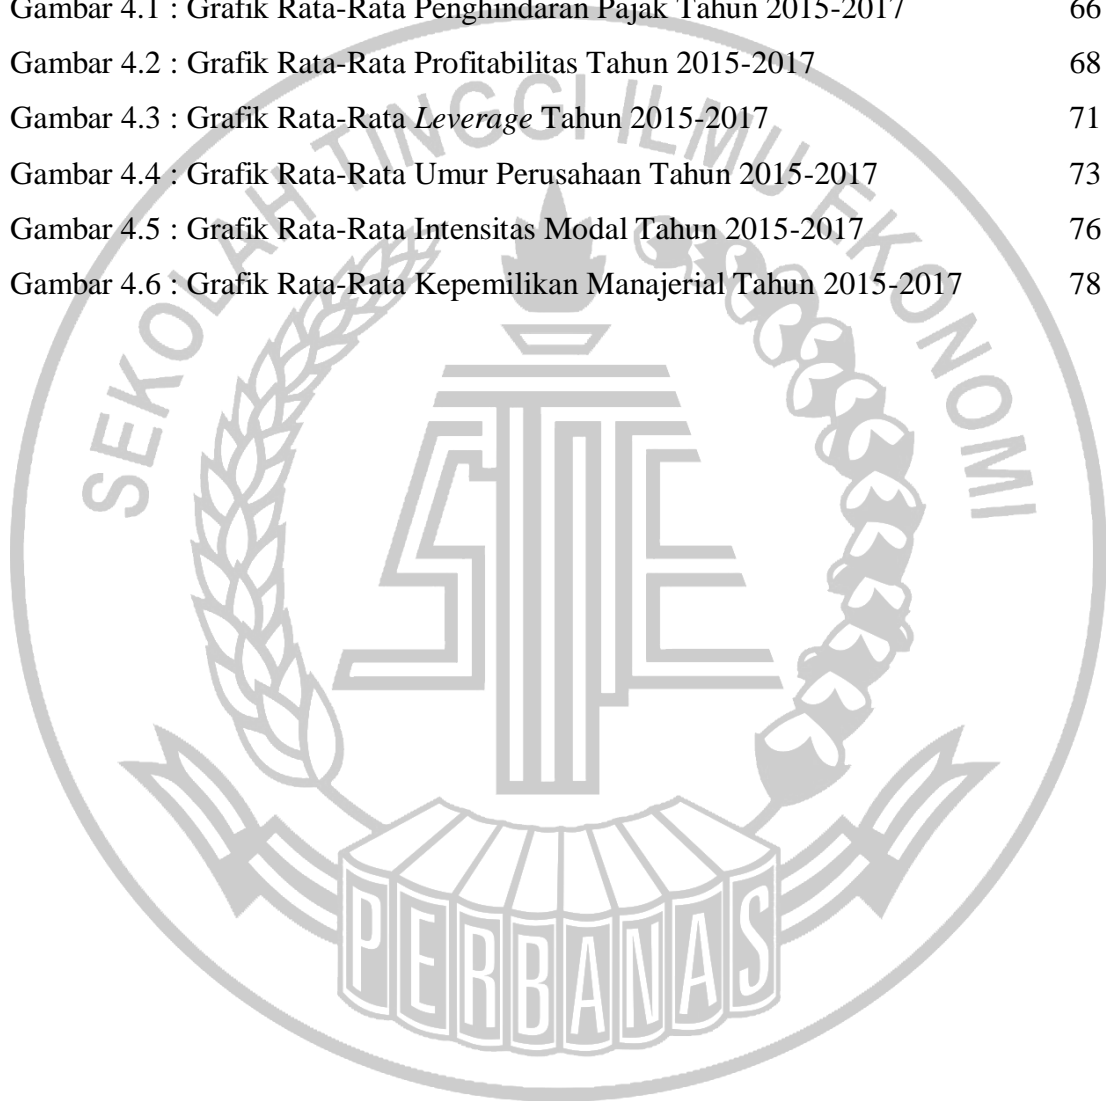 Gambar 4.1 : Grafik Rata-Rata Penghindaran Pajak Tahun 2015-2017 66
Gambar 4.2 : Grafik Rata-Rata Profitabilitas Tahun 2015-2017 68
Gambar 4.3 : Grafik Rata-Rata Leverage Tahun 2015-2017 71
Gambar 4.4 : Grafik Rata-Rata Umur Perusahaan Tahun 2015-2017 73
Gambar 4.5 : Grafik Rata-Rata Intensitas Modal Tahun 2015-2017 76
Gambar 4.6 : Grafik Rata-Rata Kepemilikan Manajerial Tahun 2015-2017 78
SEKOLAH TINGGI ILMU EKONOMI
STIE
PERBANAS